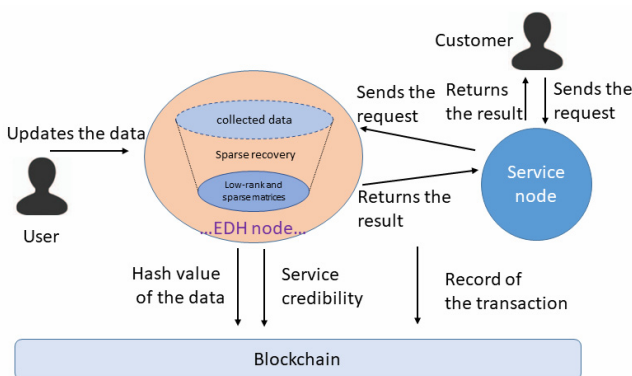 Customer
Sends the
request
Returns
the result
Sends the
request
Updates the data
collected data
Sparse recovery
Low-rank and
sparse matrices
...EDH node...
Returns the
result
Service
node
User
Hash value
of the data
Service
credibility
Record of
the transaction
Blockchain